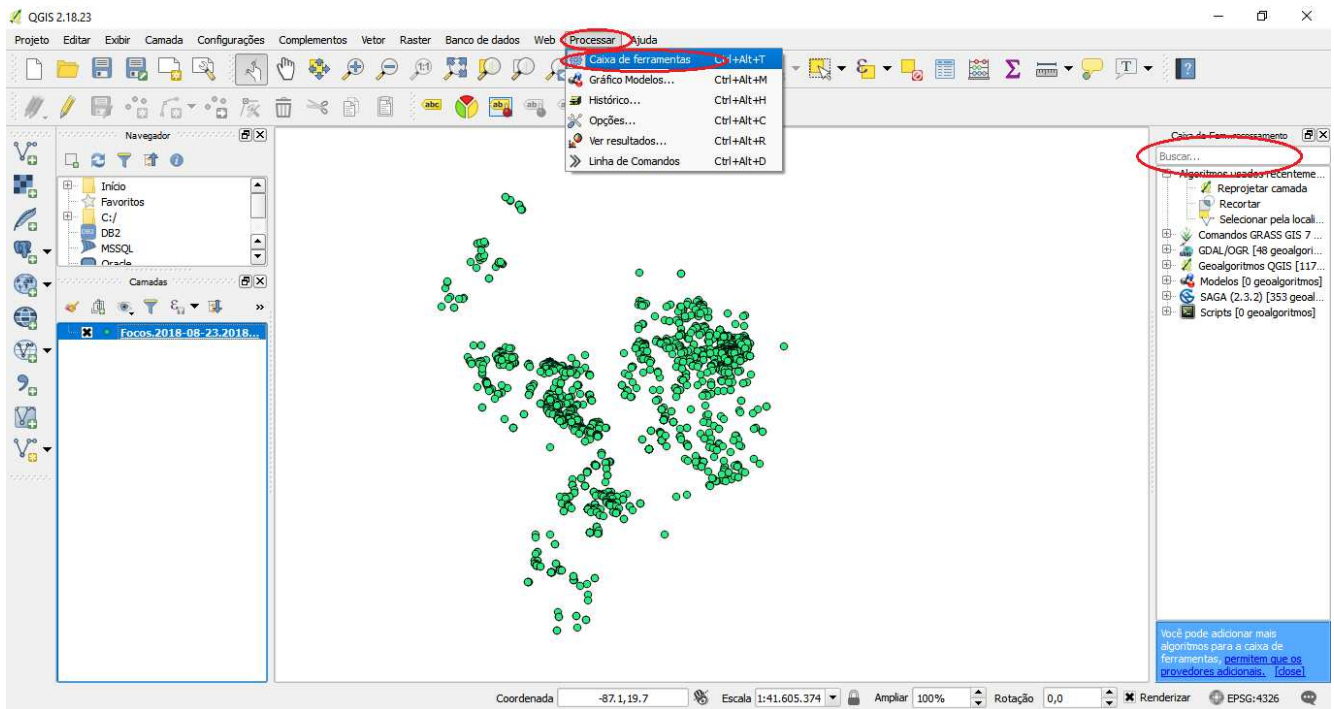 QGIS 2.18.23
Projeto Editar Exibir Camada Configurações Complementos Vetor Raster Banco de dados Web Processar Ajuda
Caixa de ferramentas Ctrl+Alt+T
Gráfico Modelos... Ctrl+Alt+M
Histórico... Ctrl+Alt+H
Opções... Ctrl+Alt+C
Ver resultados... Ctrl+Alt+R
Linha de Comandos Ctrl+Alt+D
Navegador
Início
Favoritos
C:/
DB2
MSSQL
Oracle
Camadas
Focos.2018-08-23.2018...
Buscar...
Algoritmos usados recenteme...
Reprojetar camada
Recortar
Selecionar pela locali...
Comandos GRASS GIS 7 ...
GDAL/OGR [48 geoalgori...
Geoalgoritmos QGIS [117...
Modelos [0 geoalgoritmos]
SAGA (2.3.2) [353 geoal...
Scripts [0 geoalgoritmos]
Você pode adicionar mais
algoritmos para a caixa de
ferramentas, permitem que os
provedores adicionais. [close]
Coordenada -87.1,19.7 Escala 1:41.605.374 Ampliar 100% Rotação 0,0 Renderizar EPSG:4326